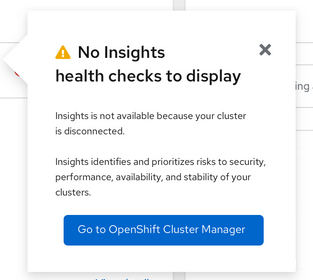 No Insights
health checks to display
ing
Insights is not available because your cluster
is disconnected.
Insights identifies and prioritizes risks to security,
performance, availability, and stability of your
clusters.
Go to OpenShift Cluster Manager